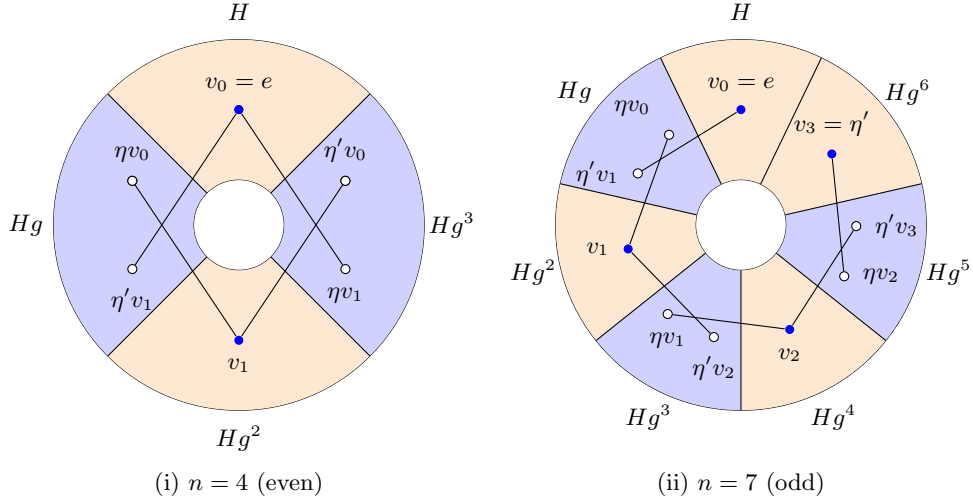 H
v₀ = e
ηv₀
η′v₀
Hg
Hg³
η′v₁
ηv₁
v₁
Hg²
(i) n = 4 (even)
H
Hg
v₀ = e
Hg⁶
ηv₀
v₃ = η′
η′v₁
η′v₃
v₁
Hg²
ηv₂
Hg⁵
ηv₁
v₂
η′v₂
Hg³
Hg⁴
(ii) n = 7 (odd)